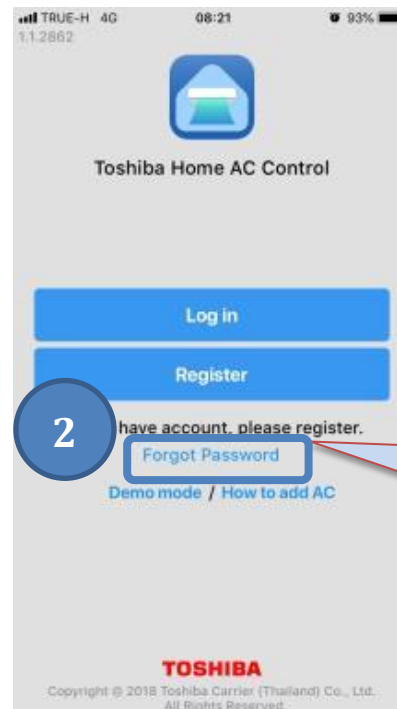 TRUE-H 4G 08:21 93%
1.1.2862
Toshiba Home AC Control
Log in
Register
2
have account, please register.
Forgot Password
Demo mode / How to add AC
TOSHIBA
Copyright © 2018 Toshiba Carrier (Thailand) Co., Ltd.
All Rights Reserved